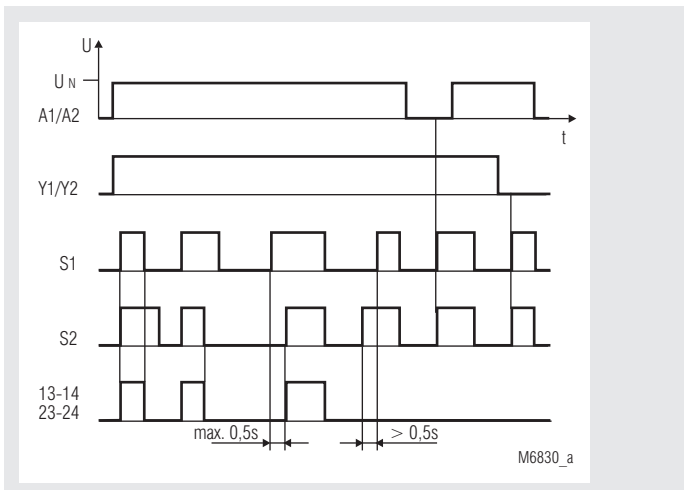 U
U N
A1/A2
t
Y1/Y2
S1
S2
13-14
23-24
max. 0,5s
> 0,5s
M6830_a